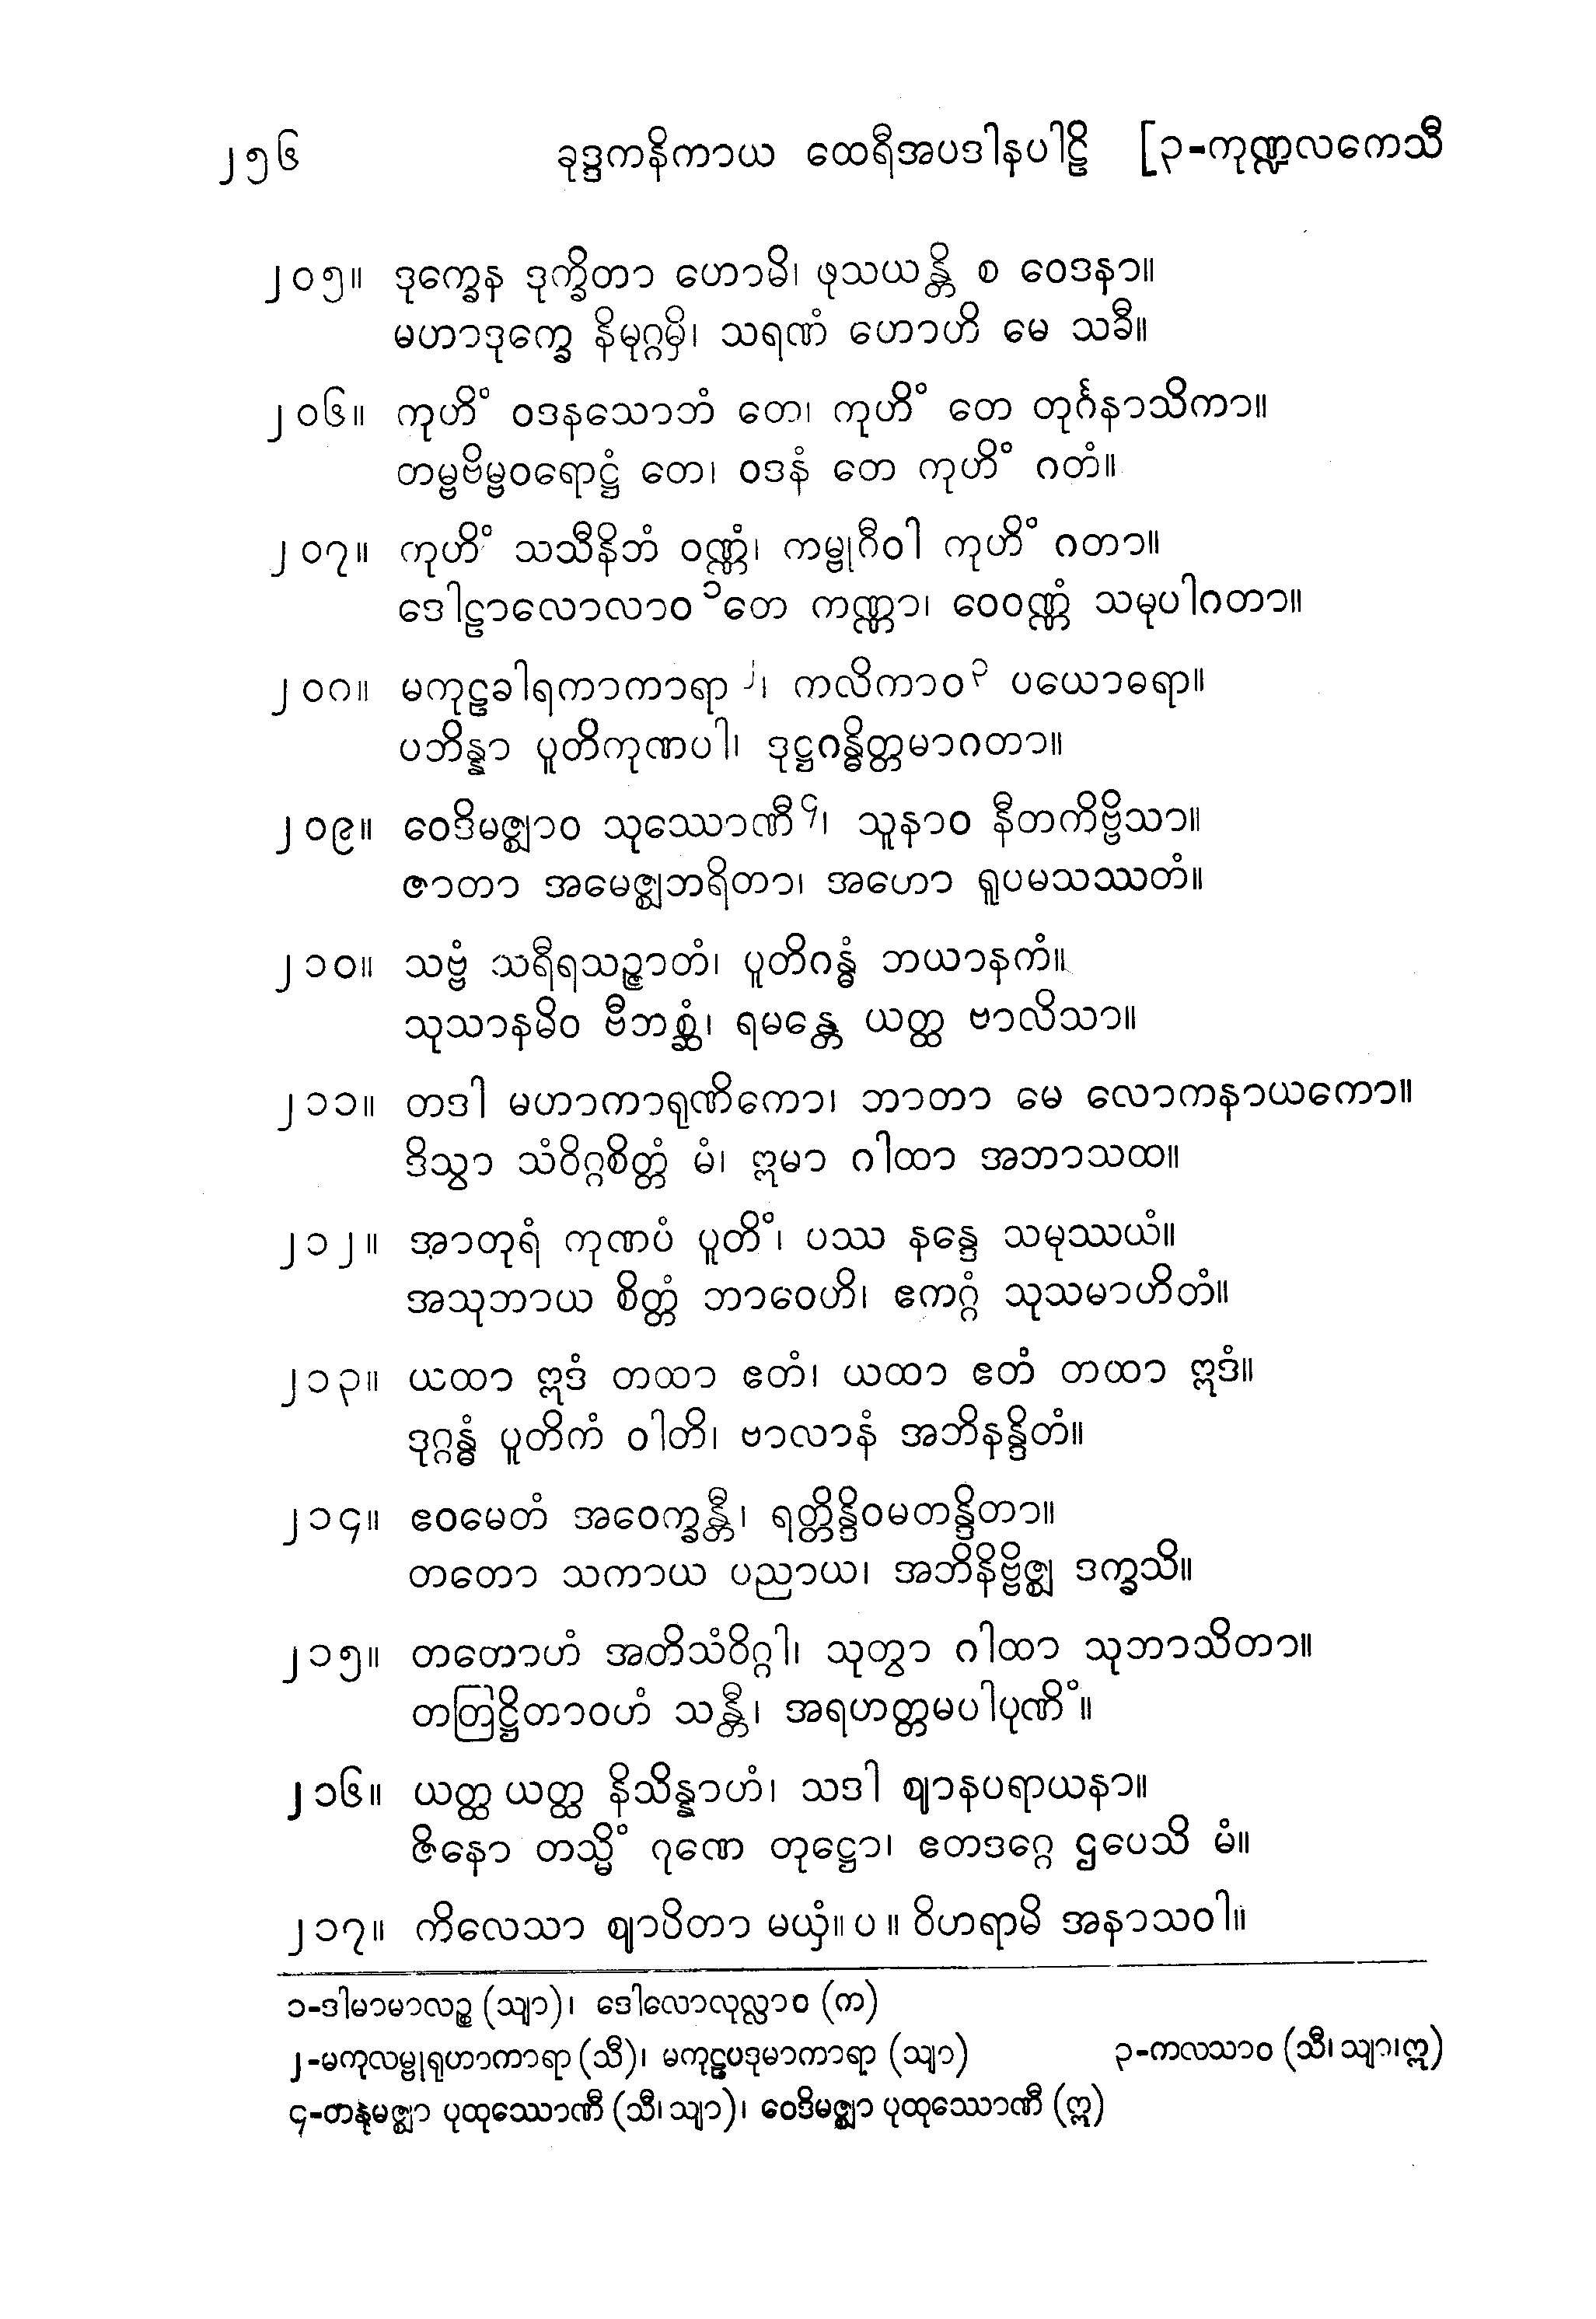 ၂၅၆ ခုဒ္ဒကနိကာယ ထေရီအပဒါနပါဠိ [၃-ကုဏ္ဍလကေသီ
၂၀၅။ ဒုက္ခေန ဒုက္ခိတာ ဟောမိ၊ ဖုသယန္တိ စ ဝေဒနာ။
မဟာဒုက္ခေ နိမုဂ္ဂမှိ၊ သရဏံ ဟောဟိ မေ သခီ။
၂၀၆။ ကုဟိံ ဝဒနသောဘံ တေ၊ ကုဟိံ တေ တုင်္ဂနာသိကာ။
တမ္ဗဗိမ္ဗဝရောဋ္ဌံ တေ၊ ဝဒနံ တေ ကုဟိံ ဂတံ။
၂၀၇။ ကုဟိံ သသီနိဘံ ဝဏ္ဏံ၊ ကမ္ဗုဂီဝါ ကုဟိံ ဂတာ။
ဒေါဠာလောလာဝ ၁တေ ကဏ္ဏာ၊ ဝေဝဏ္ဏံ သမုပါဂတာ။
၂၀၈။ မကုဠခါရကာကာရာ ၂၊ ကလိကာဝ၃ ပယောဓရာ။
ပဘိန္နာ ပူတိကုဏပါ၊ ဒုဋ္ဌဂန္ဓိတ္တမာဂတာ။
၂၀၉။ ဝေဒိမဇ္ဈာဝ သုဿောဏီ၄၊ သူနာဝ နီတကိဗ္ဗိသာ။
ဇာတာ အမေဇ္ဈဘရိတာ၊ အဟော ရူပမသဿတံ။
၂၁၀။ သဗ္ဗံ သရီရသဉ္ဇာတံ၊ ပူတိဂန္ဓံ ဘယာနကံ။
သုသာနမိဝ ဗီဘစ္ဆံ၊ ရမန္တေ ယတ္ထ ဗာလိသာ။
၂၁၁။ တဒါ မဟာကာရုဏိကော၊ ဘာတာ မေ လောကနာယကော။
ဒိသွာ သံဝိဂ္ဂစိတ္တံ မံ၊ ဣမာ ဂါထာ အဘာသထ။
၂၁၂။ အာတုရံ ကုဏပံ ပူတိံ၊ ပဿ နန္ဒေ သမုဿယံ။
အသုဘာယ စိတ္တံ ဘာဝေဟိ၊ ဧကဂ္ဂံ သုသမာဟိတံ။
၂၁၃။ ယထာ ဣဒံ တထာ ဧတံ၊ ယထာ ဧတံ တထာ ဣဒံ။
ဒုဂ္ဂန္ဓံ ပူတိကံ ဝါတိ၊ ဗာလာနံ အဘိနန္ဒိတံ။
၂၁၄။ ဧဝမေတံ အဝေက္ခန္တီ၊ ရတ္တိန္ဒိဝမတန္ဒိတာ။
တတော သကာယ ပညာယ၊ အဘိနိဗ္ဗိဇ္ဈ ဒက္ခသိ။
၂၁၅။ တတောဟံ အတိသံဝိဂ္ဂါ၊ သုတွာ ဂါထာ သုဘာသိတာ။
တတြဋ္ဌိတာဝဟံ သန္တီ၊ အရဟတ္တမပါပုဏိံ။
၂၁၆။ ယတ္ထ ယတ္ထ နိသိန္နာဟံ၊ သဒါ ဈာနပရာယနာ။
ဇိနော တသ္မိံ ဂုဏေ တုဋ္ဌော၊ ဧတဒဂ္ဂေ ဌပေသိ မံ။
၂၁၇။ ကိလေသာ ဈာပိတာ မယှံ။ ပ ။ ဝိဟရာမိ အနာသဝါ။
၁-ဒါမာမာလဉ္စ (သျာ)၊ ဒေါလောလုလ္လာဝ (က)
၂-မကုလမ္ဗုရုဟာကာရာ (သီ)၊ မကုဠပဒုမာကာရာ (သျာ) ၃-ကလသာဝ (သီ၊ သျာ၊ဣ)
၄-တနုမဇ္ဈာ ပုထုဿောဏီ (သီ၊ သျာ)၊ ဝေဒိမဇ္ဈာ ပုထုဿောဏီ (ဣ)